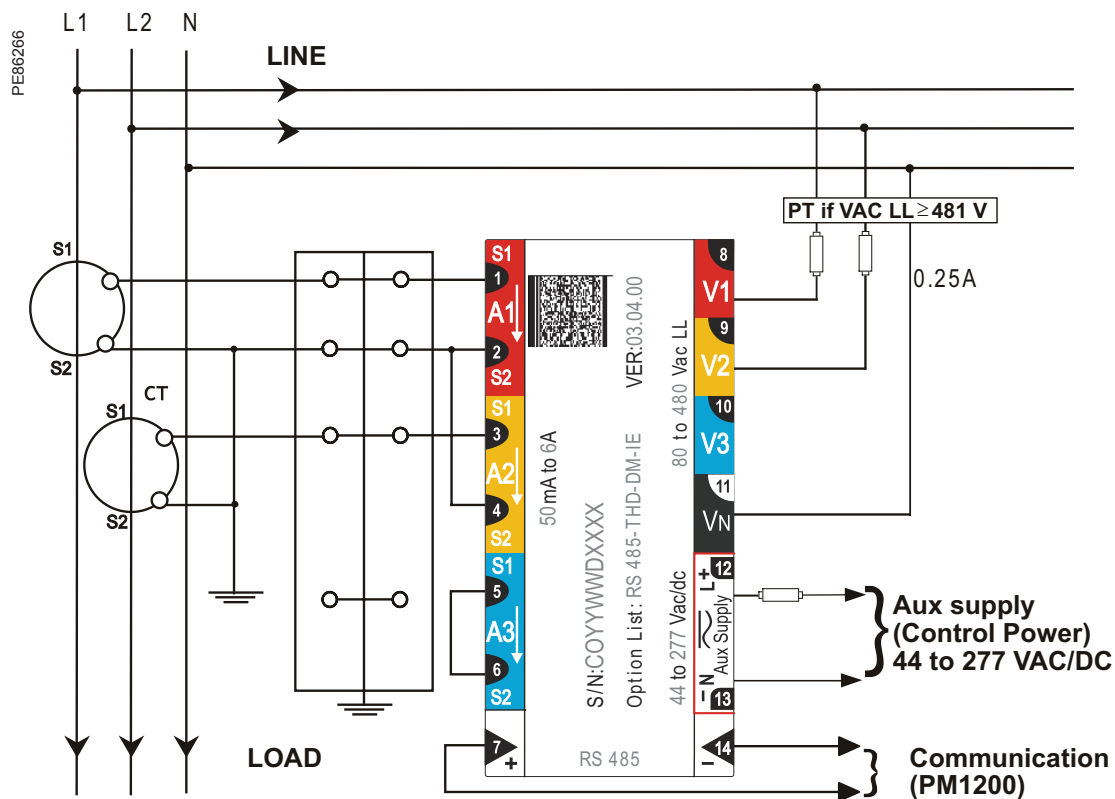 PE86266
L1 L2 N
LINE
PT if VAC LL ≥ 481 V
0.25A
S1
S2
CT
S1
S2
S1
1
A1
2
S2
S1
3
A2
4
S2
S1
5
A3
6
S2
7
+
50mA to 6A
S/N:COYYWWDXXXX
Option List: RS 485-THD-DM-IE
VER:03.04.00
80 to 480 Vac LL
44 to 277 Vac/dc
RS 485
8
V1
9
V2
10
V3
11
VN
12
L+
Aux Supply
– N
13
14
–
Aux supply
(Control Power)
44 to 277 VAC/DC
LOAD
Communication
(PM1200)